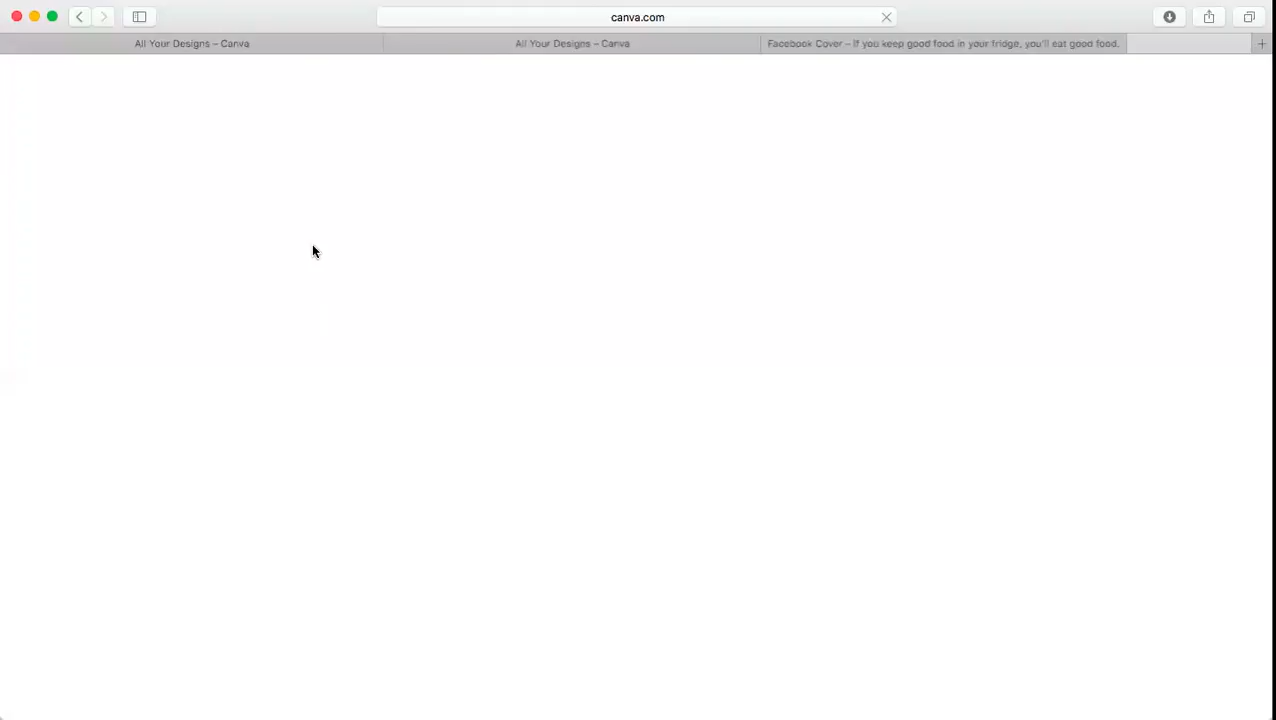 canva.com
All Your Designs – Canva
All Your Designs – Canva
Facebook Cover – If you keep good food in your fridge, you'll eat good food.